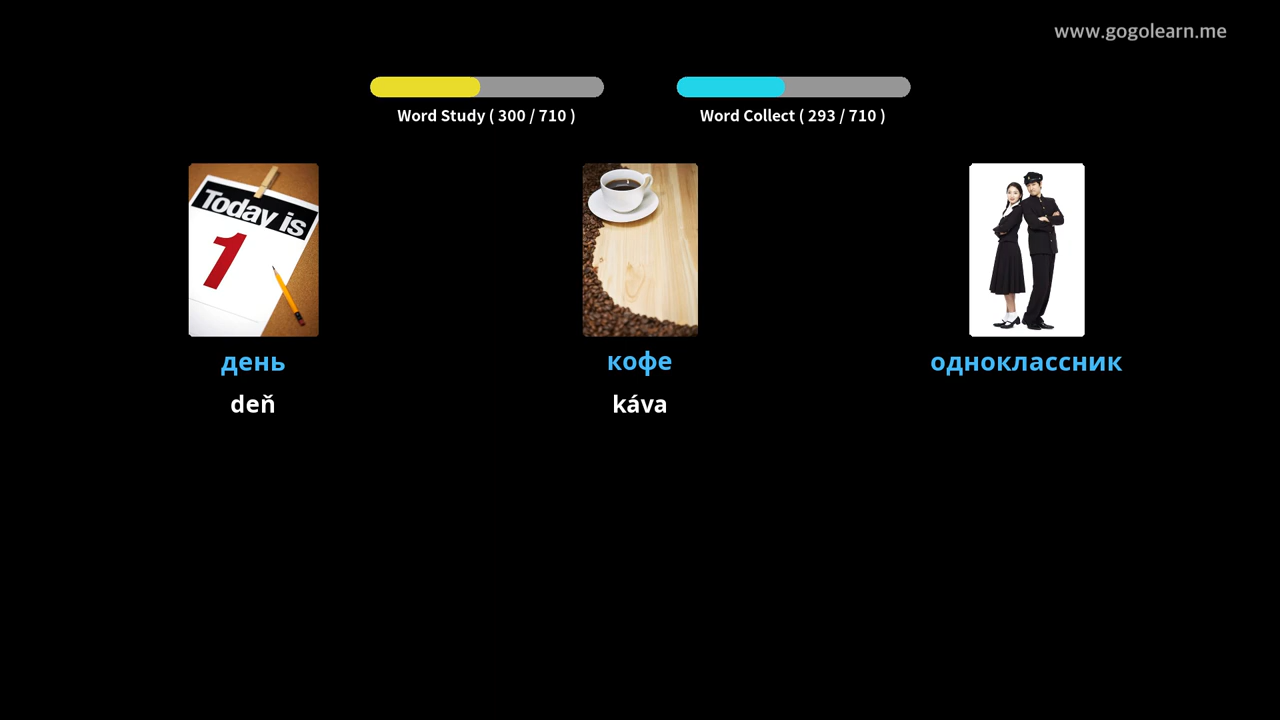 www.gogolearn.me
Word Study ( 300 / 710 )
Word Collect ( 293 / 710 )
Today is
1
день
кофе
одноклассник
deň
káva